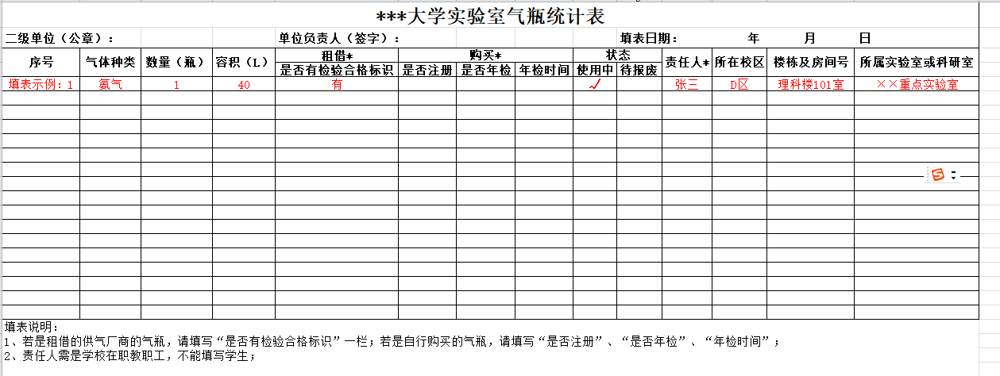 ***大学实验室气瓶统计表
二级单位（公章）： 单位负责人（签字）： 填表日期： 年 月 日
序号 气体种类 数量（瓶） 容积（L） 租借* 购买* 状态 责任人* 所在校区 楼栋及房间号 所属实验室或科研室
是否有检验合格标识 是否注册 是否年检 年检时间 使用中 待报废
填表示例：1 氨气 1 40 有 ✓ 张三 D区 理科楼101室 ××重点实验室
填表说明：
1、若是租借的供气厂商的气瓶，请填写“是否有检验合格标识”一栏；若是自行购买的气瓶，请填写“是否注册”、“是否年检”、“年检时间”；
2、责任人需是学校在职教职工，不能填写学生；